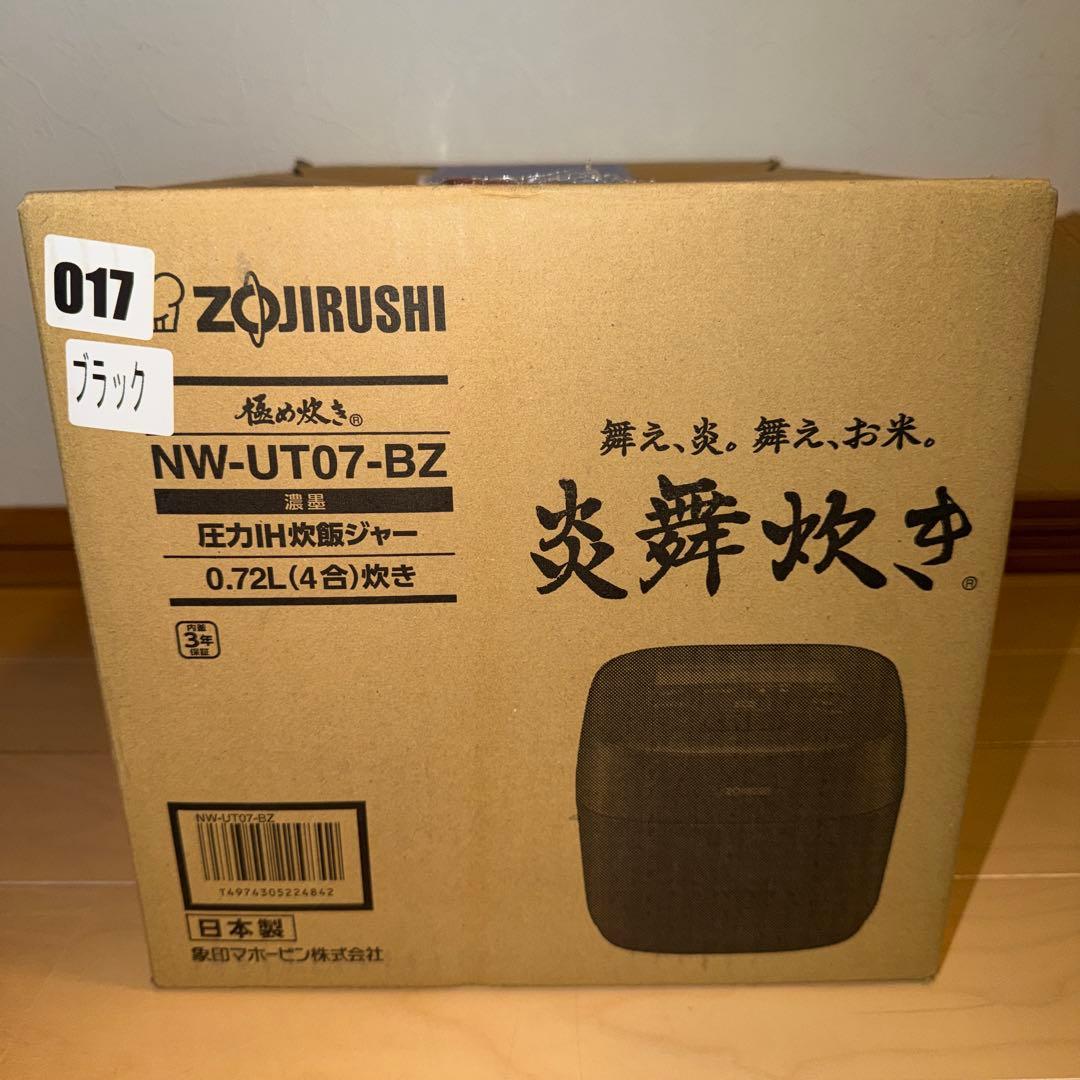 017
ブラック
ZOJIRUSHI
極め炊き®
NW-UT07-BZ
濃墨
圧力IH炊飯ジャー
0.72L(4合)炊き
内釜
3年
保証
舞え、炎。舞え、お米。
炎舞炊き®
ZOJIRUSHI
NW-UT07-BZ
T4974305224842
日本製
象印マホービン株式会社